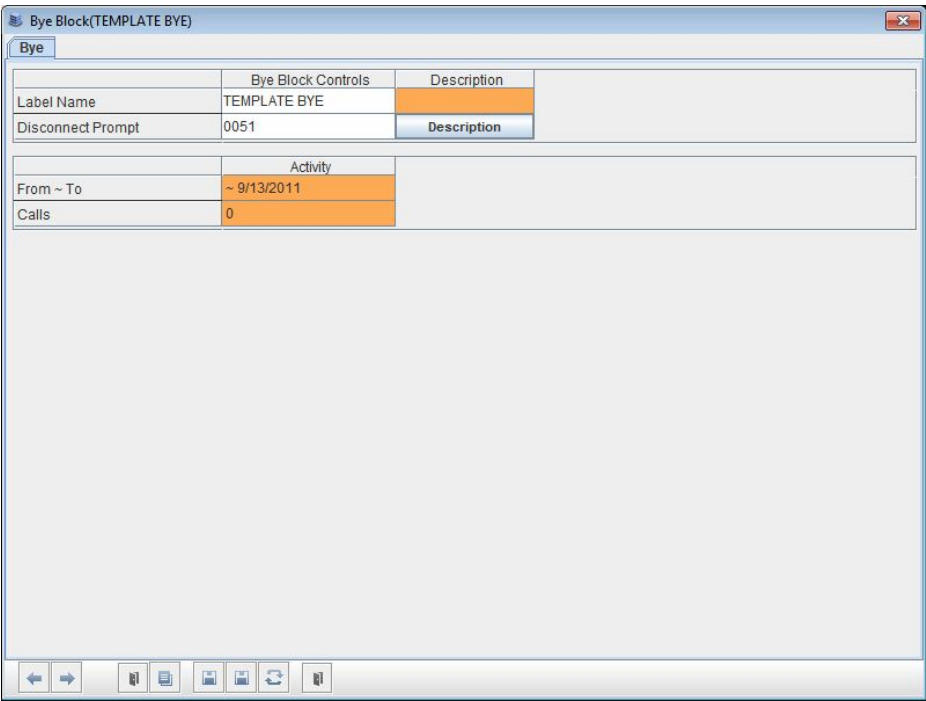 Bye Block(TEMPLATE BYE)
Bye
Bye Block Controls Description
Label Name TEMPLATE BYE
Disconnect Prompt 0051 Description
Activity
From ~ To ~ 9/13/2011
Calls 0